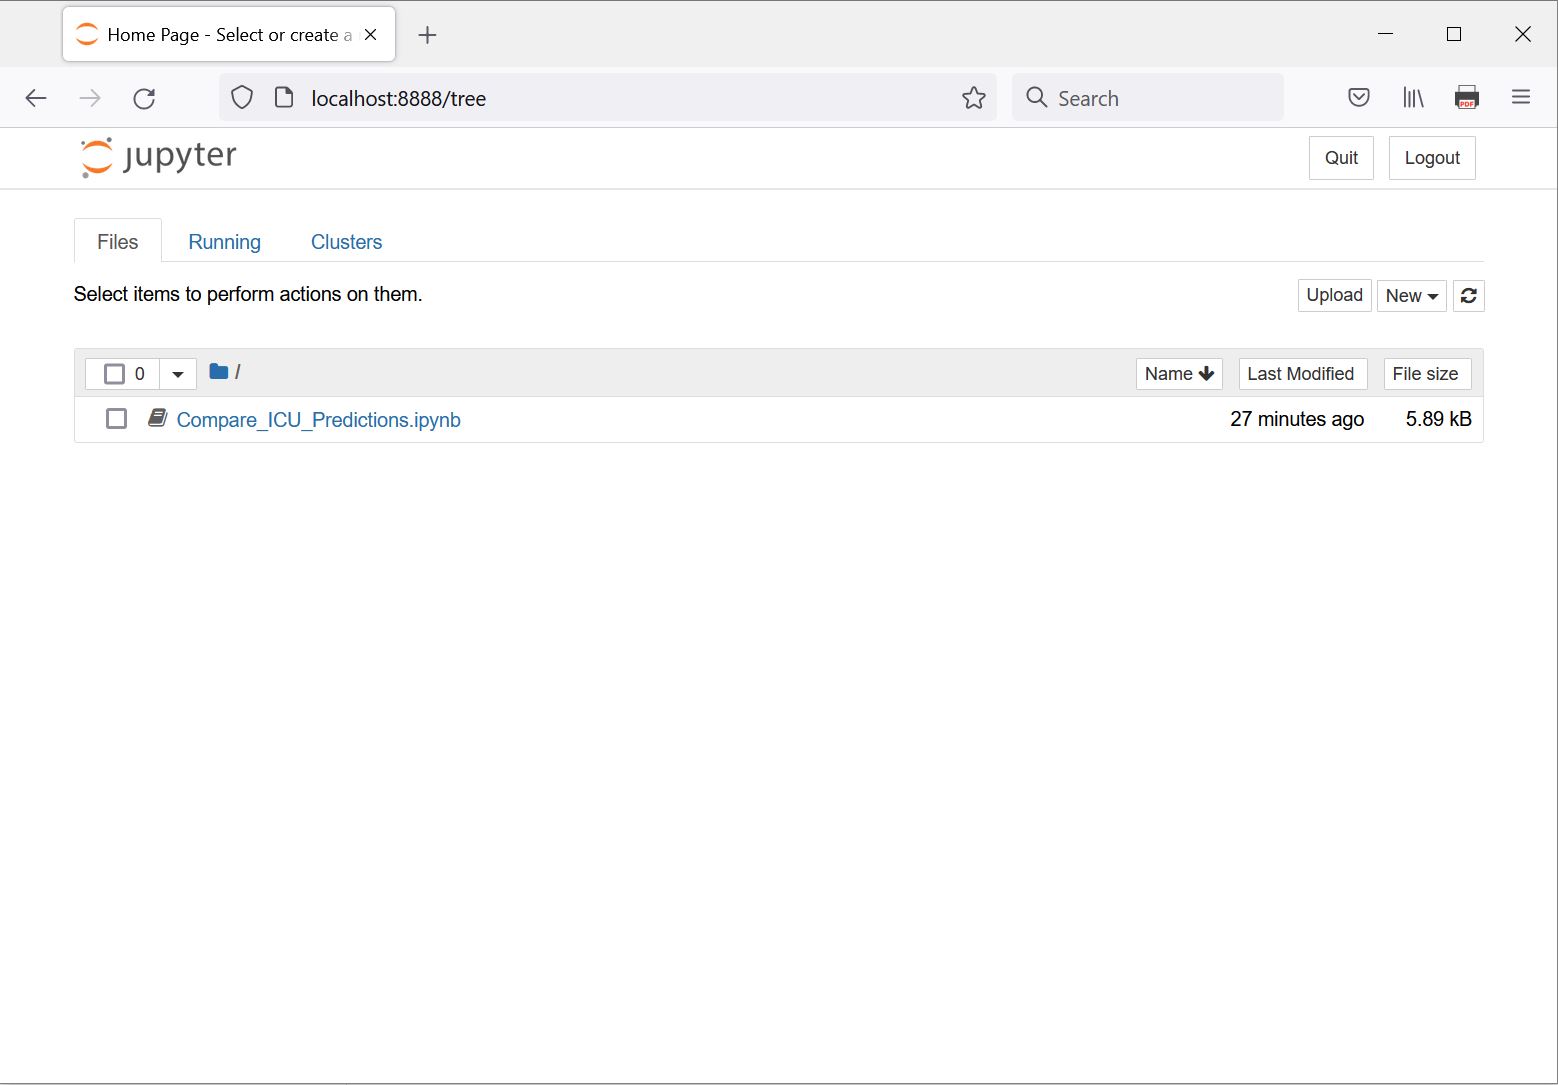 Home Page - Select or create a
localhost:8888/tree
Search
PDF
jupyter
Quit
Logout
Files
Running
Clusters
Select items to perform actions on them.
Upload
New
0
/
Name
Last Modified
File size
Compare_ICU_Predictions.ipynb
27 minutes ago
5.89 kB